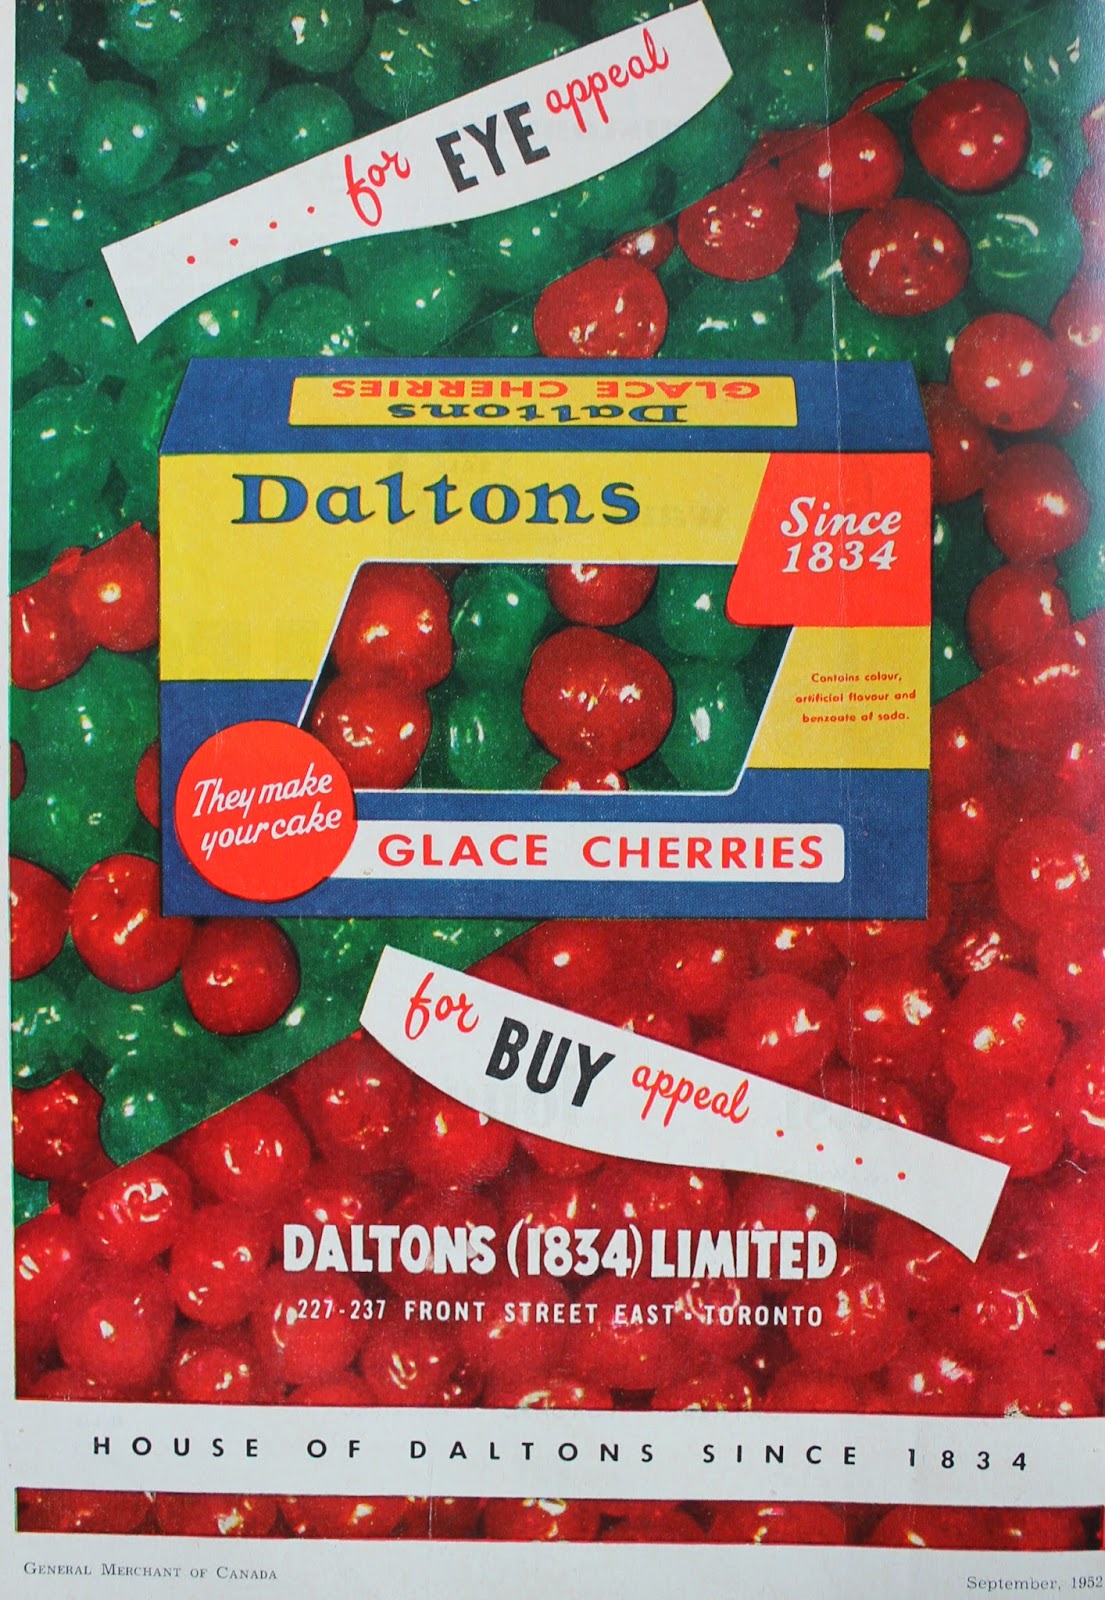 . . . . for EYE appeal
GLACE CHERRIES
Daltons
Daltons
Since
1834
Contains colour,
artificial flavour and
benzoate of soda.
They make
your cake
GLACE CHERRIES
for BUY appeal . . . .
DALTONS (1834) LIMITED
227-237 FRONT STREET EAST - TORONTO
HOUSE OF DALTONS SINCE 1834
GENERAL MERCHANT OF CANADA
September, 1952